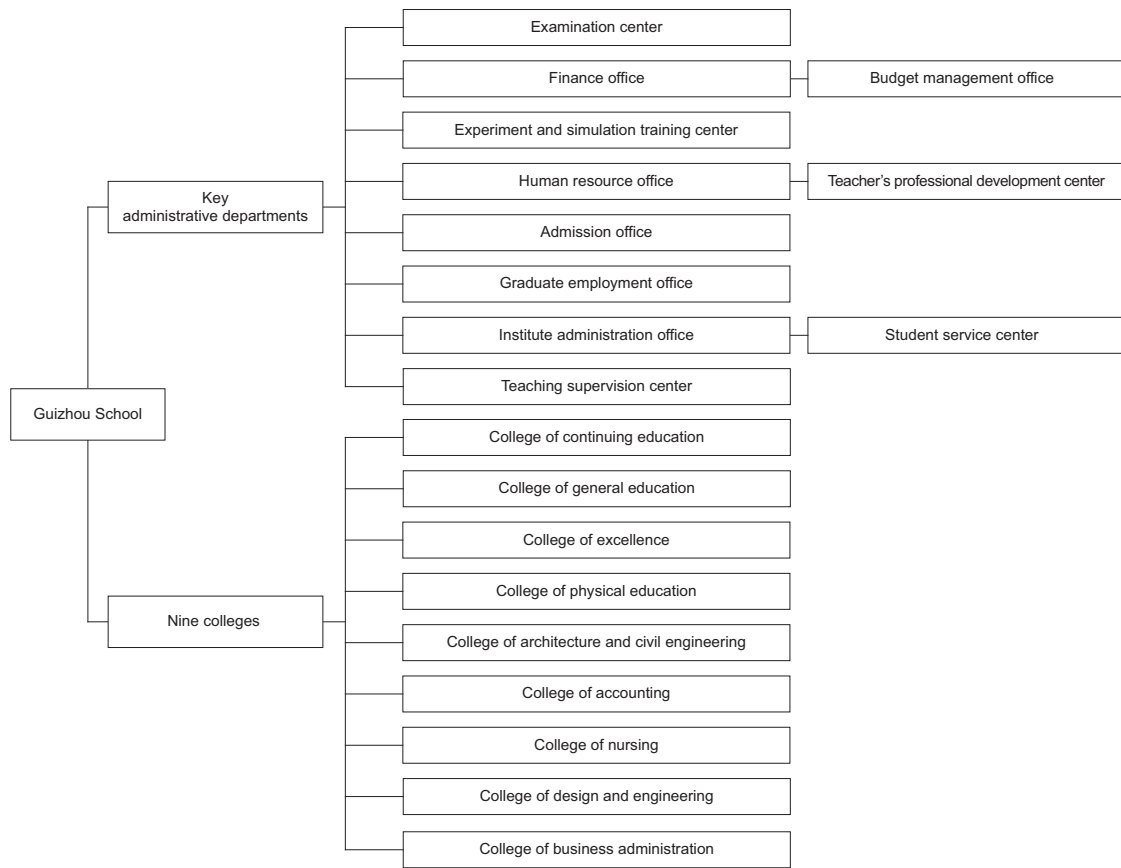 Examination center
Finance office
Budget management office
Experiment and simulation training center
Human resource office
Teacher's professional development center
Key
administrative departments
Admission office
Graduate employment office
Institute administration office
Student service center
Teaching supervision center
Guizhou School
College of continuing education
College of general education
College of excellence
College of physical education
Nine colleges
College of architecture and civil engineering
College of accounting
College of nursing
College of design and engineering
College of business administration